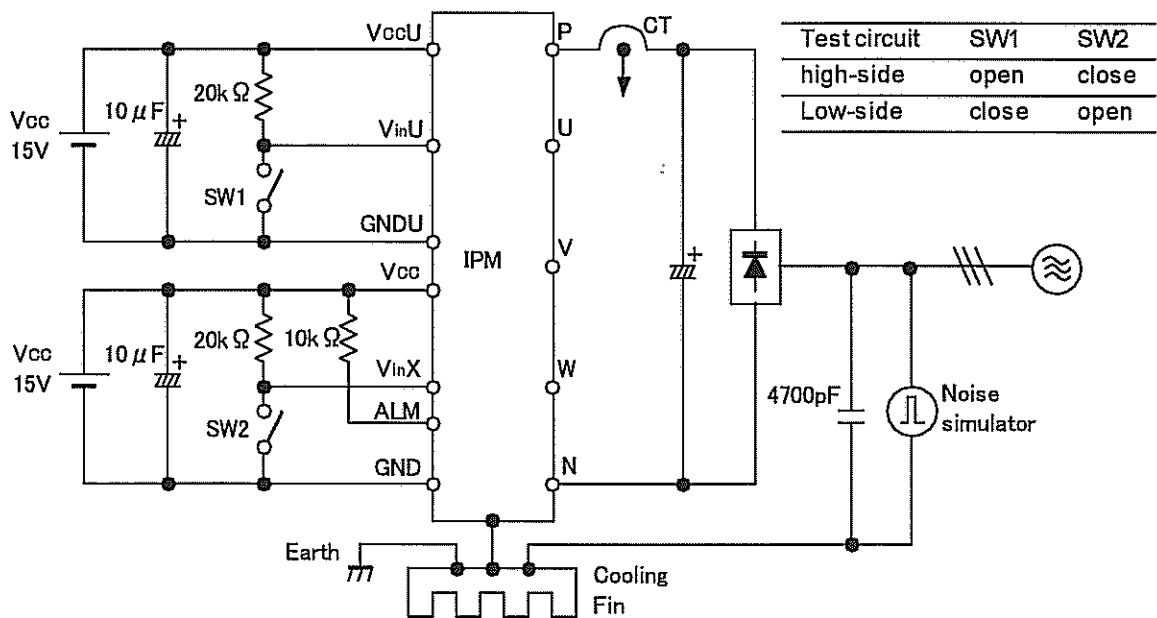 VccU
P
CT
Test circuit SW1 SW2
high-side open close
Low-side close open
20kΩ
10μF
+
Vcc
15V
VinU
U
SW1
GNDU
IPM
V
Vcc
+
20kΩ
10kΩ
10μF
+
Vcc
15V
VinX
W
ALM
SW2
4700pF
Noise
simulator
GND
N
Earth
Cooling
Fin